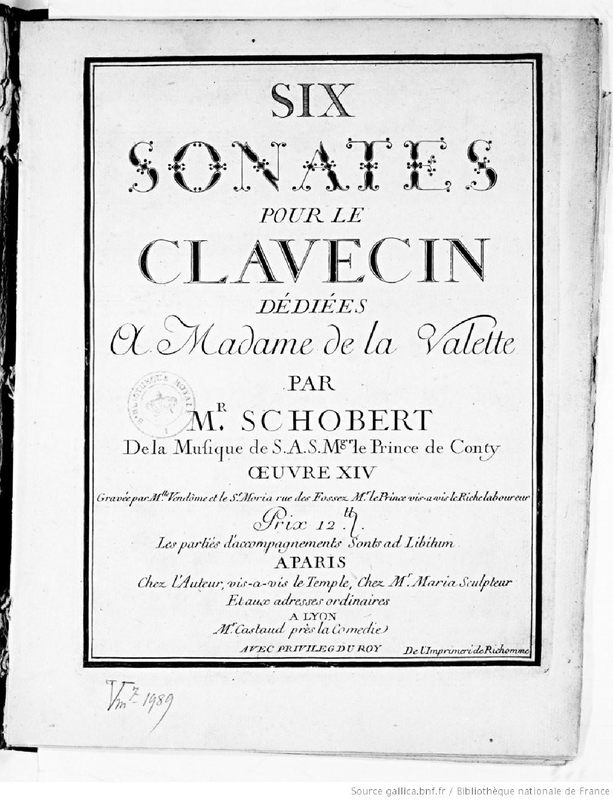 SIX
SONATES
POUR LE
CLAVECIN
DÉDIÉES
A Madame de la Valette
PAR
M.R SCHOBERT
De la Musique de S.A.S. Mgr le Prince de Conty
ŒUVRE XIV
Gravée par Mlle Vendôme et le Sr Moria rue des Fossez Mr le Prince vis-a-vis le Riche laboureur
Prix 12 tt
Les partiés d'accompagnements Sonts ad Libitum
A PARIS
Chez l'Auteur, vis-a-vis le Temple, Chez Mr Maria Sculpteur
Et aux adresses ordinaires
A LYON
Mr Castaud près la Comedie
AVEC PRIVILEG DU ROY De l'Imprimeri de Richomme
Vm7 1989
Source gallica.bnf.fr / Bibliothèque nationale de France